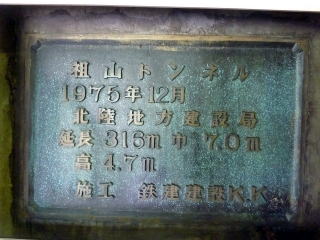 祖山トンネル
1975年12月
北陸地方建設局
延長 316m 巾 7.0m
高 4.7m
施工 鉄建建設K.K